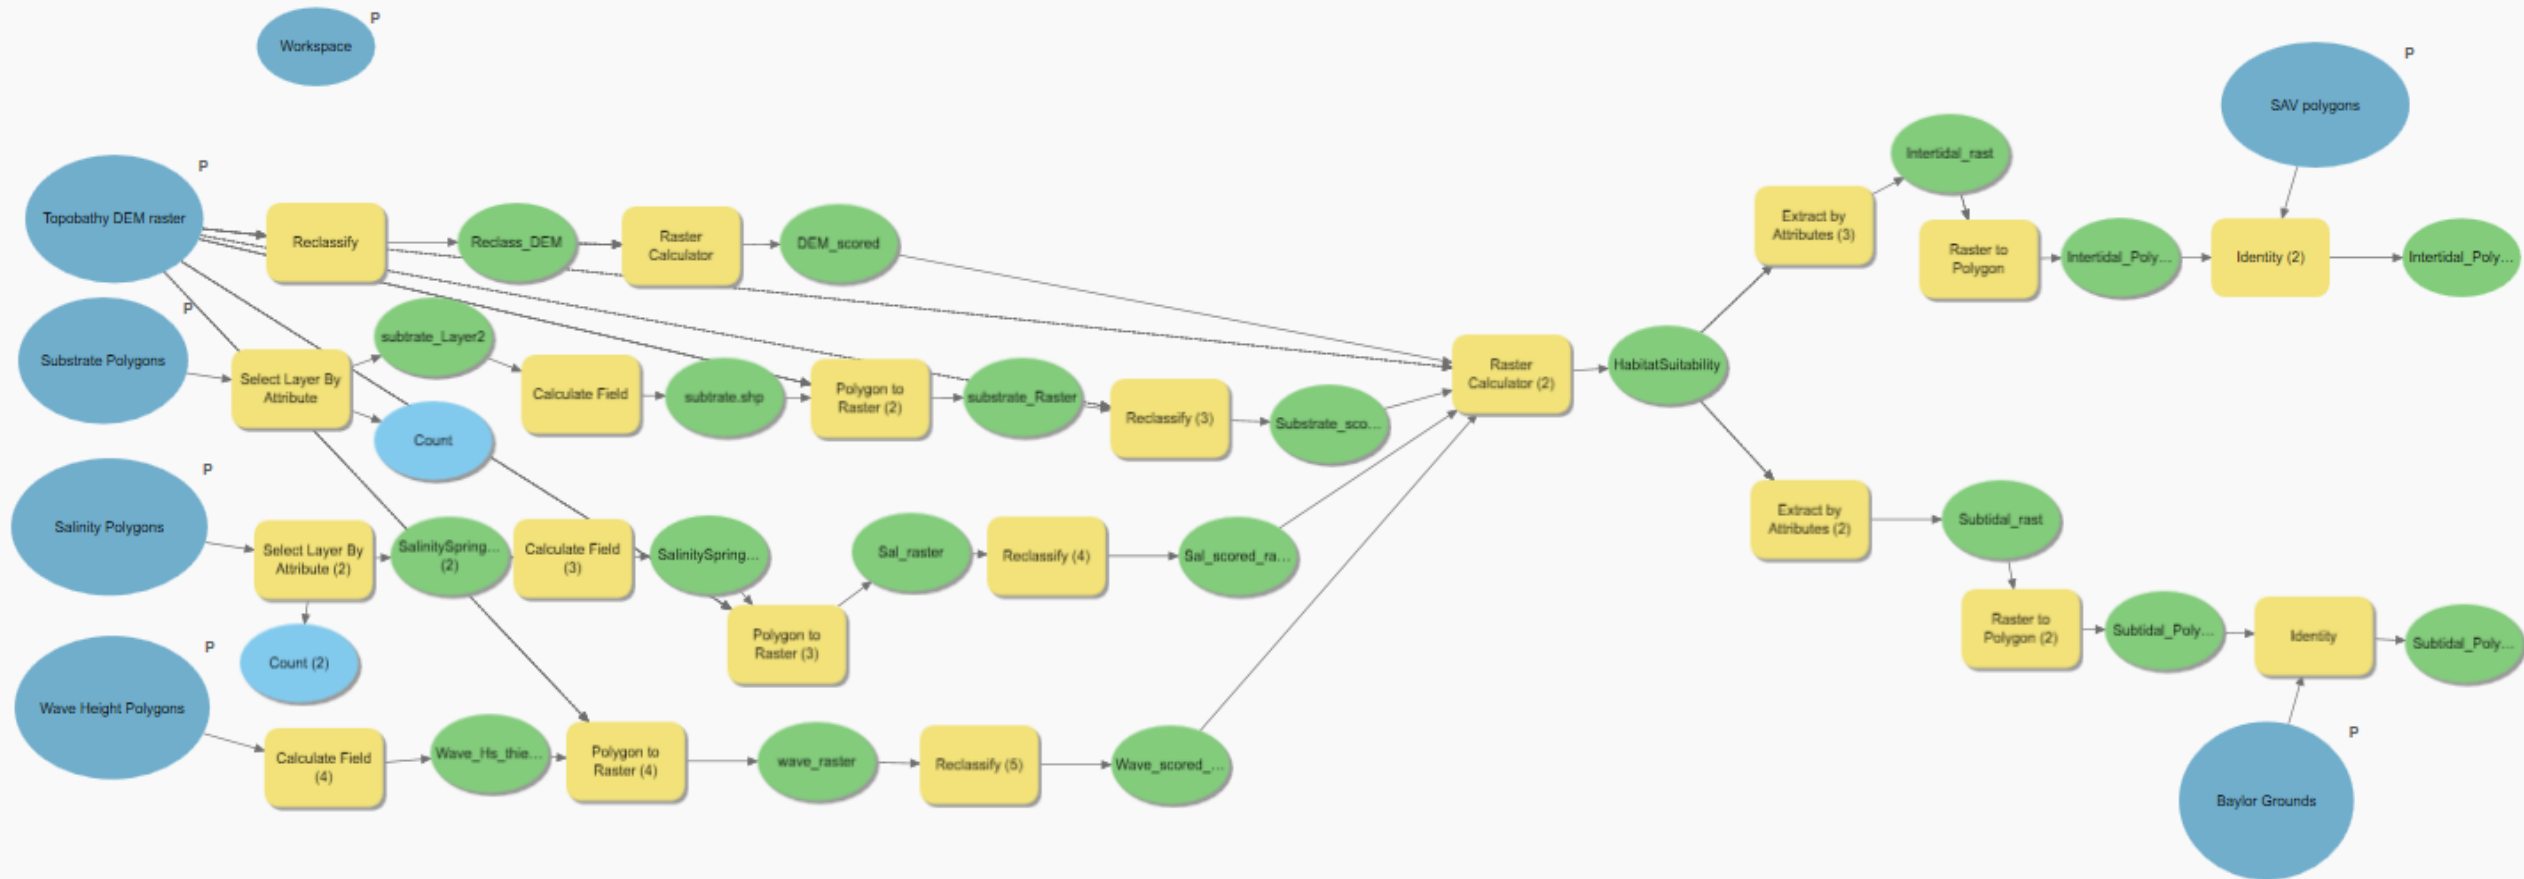 Workspace
P
SAV polygons
P
Topobathy DEM raster
P
Reclassify
Reclass_DEM
Raster
Calculator
DEM_scored
Extract by
Attributes (3)
Intertidal_rast
Raster to
Polygon
Intertidal_Poly...
Identity (2)
Intertidal_Poly...
Substrate Polygons
P
Select Layer By
Attribute
subtrate_Layer2
Count
Calculate Field
subtrate.shp
Polygon to
Raster (2)
substrate_Raster
Reclassify (3)
Substrate_sco...
Raster
Calculator (2)
HabitatSuitability
Salinity Polygons
P
Select Layer By
Attribute (2)
Count (2)
SalinitySpring...
(2)
Calculate Field
(3)
SalinitySpring...
Polygon to
Raster (3)
Sal_raster
Reclassify (4)
Sal_scored_ra...
Extract by
Attributes (2)
Subtidal_rast
Raster to
Polygon (2)
Subtidal_Poly...
Identity
Subtidal_Poly...
Wave Height Polygons
P
Calculate Field
(4)
Wave_Hs_thie...
Polygon to
Raster (4)
wave_raster
Reclassify (5)
Wave_scored_...
Baylor Grounds
P